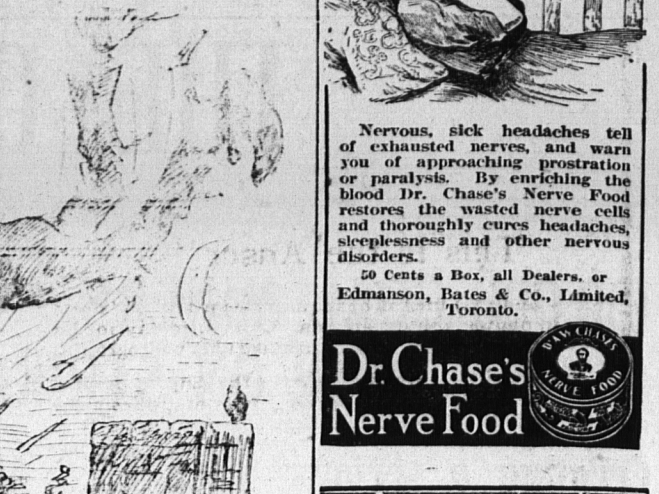 Nervous, sick headaches tell
of exhausted nerves, and warn
you of approaching prostration
or paralysis. By enriching the
blood Dr. Chase's Nerve Food
restores the wasted nerve cells
and thoroughly cures headaches,
sleeplessness and other nervous
disorders.
50 Cents a Box, all Dealers, or
Edmanson, Bates & Co., Limited,
Toronto.
Dr. Chase's
Nerve Food
DR A.W. CHASES
NERVE FOOD